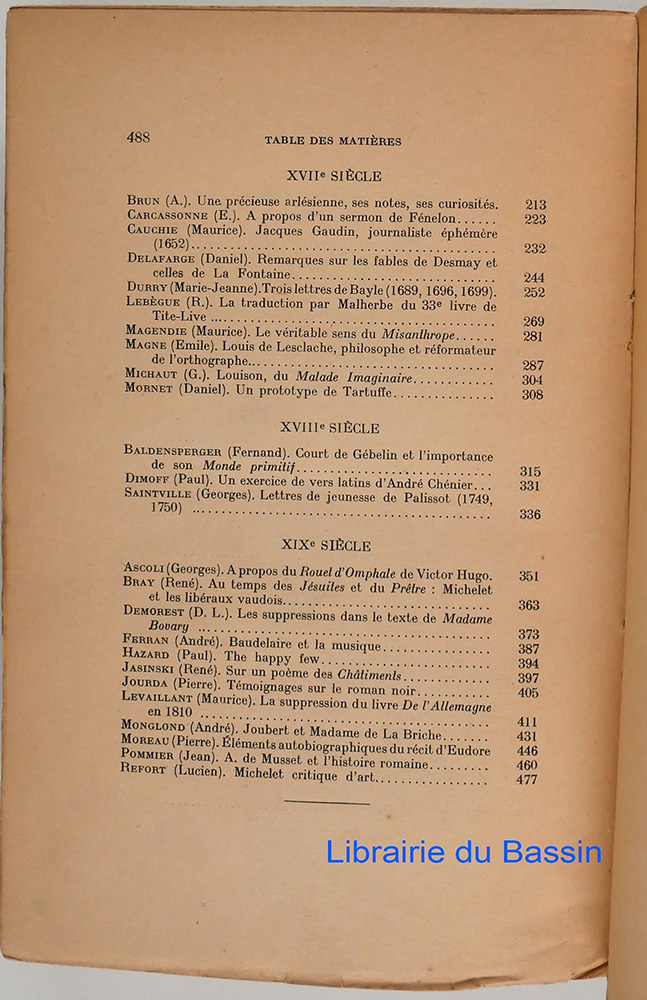 488 TABLE DES MATIÈRES
XVIIe SIÈCLE
BRUN (A.). Une précieuse arlésienne, ses notes, ses curiosités. 213
CARCASSONNE (E.). A propos d'un sermon de Fénelon...... 223
CAUCHIE (Maurice). Jacques Gaudin, journaliste éphémère
(1652)............................................... 232
DELAFARGE (Daniel). Remarques sur les fables de Desmay et
celles de La Fontaine................................ 244
DURRY (Marie-Jeanne). Trois lettres de Bayle (1689, 1696, 1699). 252
LEBÈGUE (R.). La traduction par Malherbe du 33e livre de
Tite-Live ........................................... 269
MAGENDIE (Maurice). Le véritable sens du Misanthrope...... 281
MAGNE (Emile). Louis de Lesclache, philosophe et réformateur
de l'orthographe..................................... 287
MICHAUT (G.). Louison, du Malade Imaginaire............ 304
MORNET (Daniel). Un prototype de Tartuffe............... 308
XVIIIe SIÈCLE
BALDENSPERGER (Fernand). Court de Gébelin et l'importance
de son Monde primitif............................. 315
DIMOFF (Paul). Un exercice de vers latins d'André Chénier... 331
SAINTVILLE (Georges). Lettres de jeunesse de Palissot (1749,
1750) ............................................ 336
XIXe SIÈCLE
ASCOLI (Georges). A propos du Rouet d'Omphale de Victor Hugo. 351
BRAY (René). Au temps des Jésuites et du Prêtre : Michelet
et les libéraux vaudois.............................. 363
DEMOREST (D. L.). Les suppressions dans le texte de Madame
Bovary ........................................... 373
FERRAN (André). Baudelaire et la musique................ 387
HAZARD (Paul). The happy few.......................... 394
JASINSKI (René). Sur un poème des Châtiments............. 397
JOURDA (Pierre). Témoignages sur le roman noir........... 405
LEVAILLANT (Maurice). La suppression du livre De l'Allemagne
en 1810 .......................................... 411
MONGLOND (André). Joubert et Madame de La Briche....... 431
MOREAU (Pierre). Éléments autobiographiques du récit d'Eudore 446
POMMIER (Jean). A. de Musset et l'histoire romaine......... 460
REFORT (Lucien). Michelet critique d'art................. 477
Librairie du Bassin